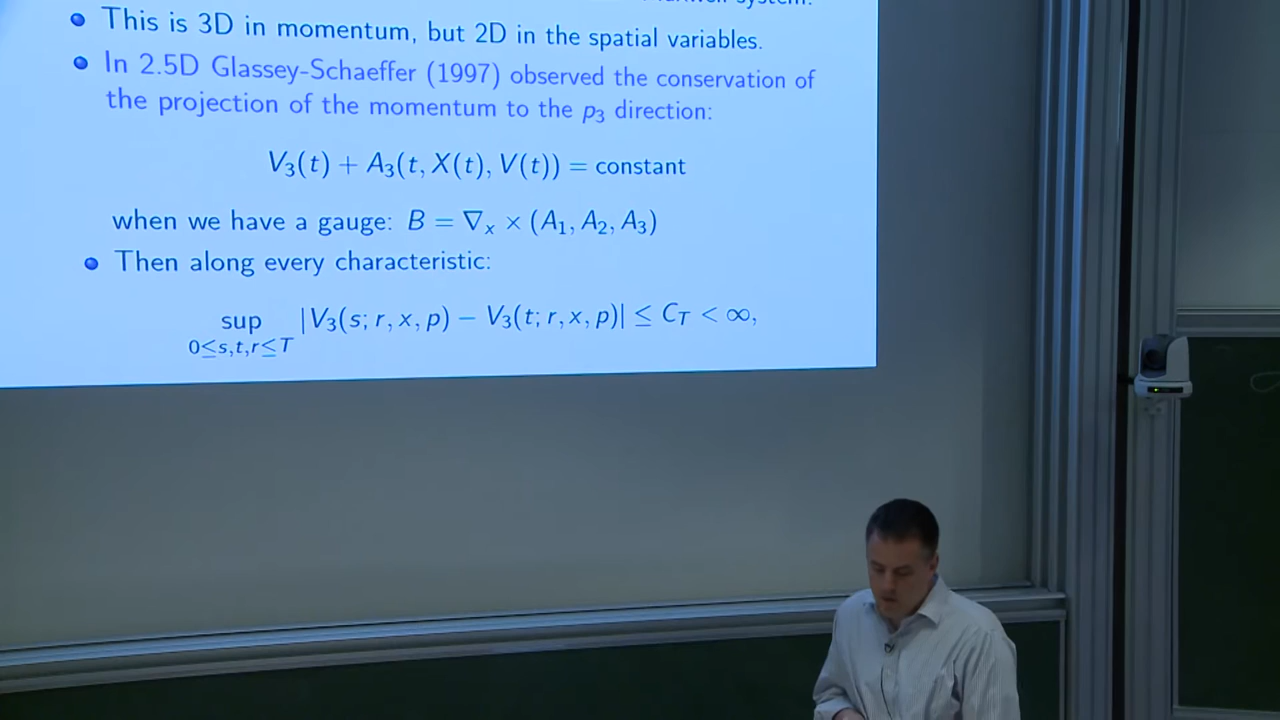 system.
This is 3D in momentum, but 2D in the spatial variables.
In 2.5D Glassey-Schaeffer (1997) observed the conservation of
the projection of the momentum to the p₃ direction:
V₃(t) + A₃(t, X(t), V(t)) = constant
when we have a gauge: B = ∇ₓ × (A₁, A₂, A₃)
Then along every characteristic:
sup |V₃(s; r, x, p) − V₃(t; r, x, p)| ≤ C_T < ∞,
0≤s,t,r≤T